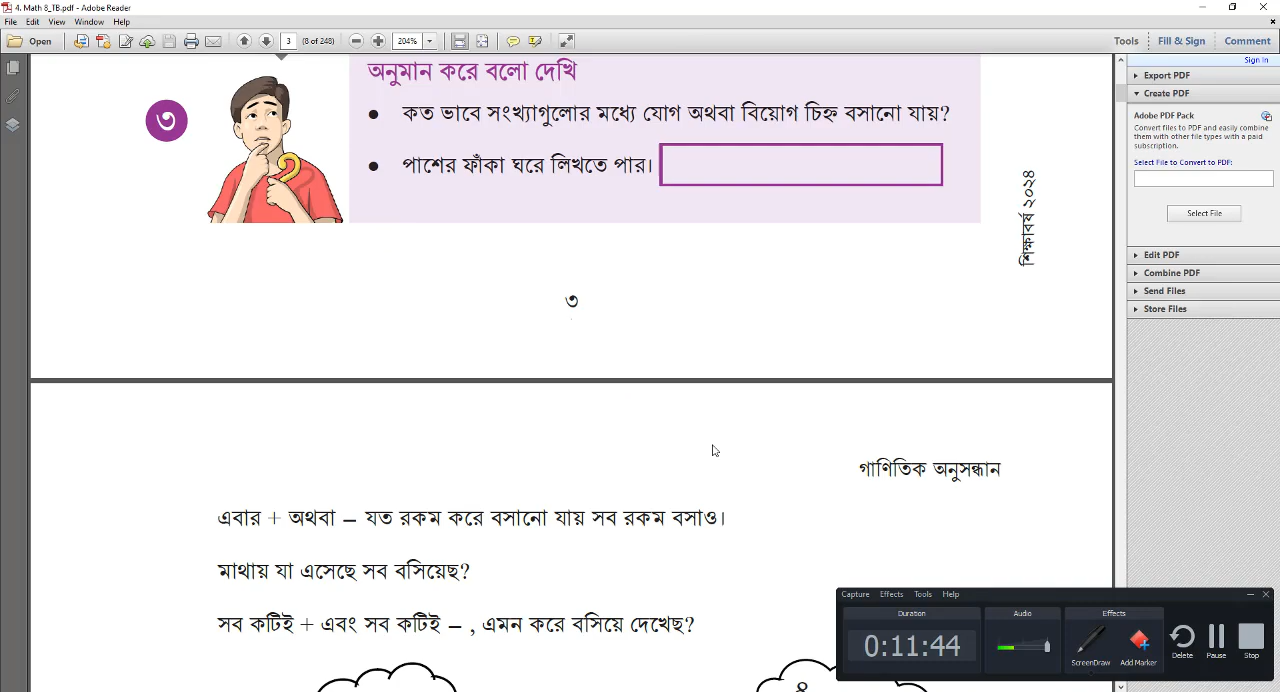 4. Math 8_TB.pdf - Adobe Reader
File Edit View Window Help
Open 3 (8 of 248) 204% Tools Fill & Sign Comment
Sign In
Export PDF
Create PDF
Adobe PDF Pack
Convert files to PDF and easily combine
them with other file types with a paid
subscription.
Select File to Convert to PDF:
Select File
Edit PDF
Combine PDF
Send Files
Store Files
অনুমান করে বলো দেখি
৩
• কত ভাবে সংখ্যাগুলোর মধ্যে যোগ অথবা বিয়োগ চিহ্ন বসানো যায়?
• পাশের ফাঁকা ঘরে লিখতে পার।
শিক্ষাবর্ষ ২০২৪
৩
গাণিতিক অনুসন্ধান
এবার + অথবা – যত রকম করে বসানো যায় সব রকম বসাও।
মাথায় যা এসেছে সব বসিয়েছ?
সব কটিই + এবং সব কটিই – , এমন করে বসিয়ে দেখেছ?
Capture Effects Tools Help
Duration Audio Effects
0:11:44
ScreenDraw Add Marker Delete Pause Stop